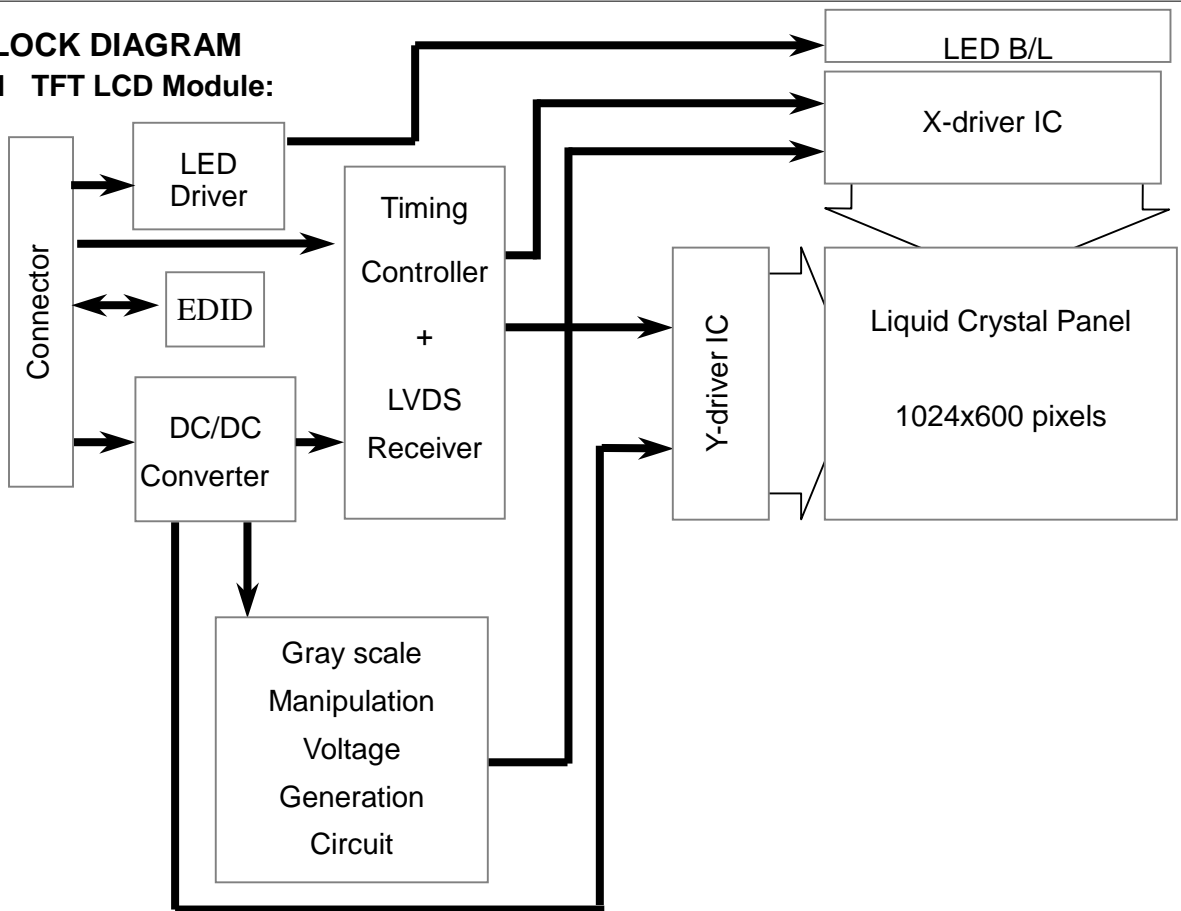 LOCK DIAGRAM
TFT LCD Module:
LED B/L
X-driver IC
LED
Driver
Timing
Controller
+
LVDS
Receiver
Connector
EDID
DC/DC
Converter
Y-driver IC
Liquid Crystal Panel
1024x600 pixels
Gray scale
Manipulation
Voltage
Generation
Circuit